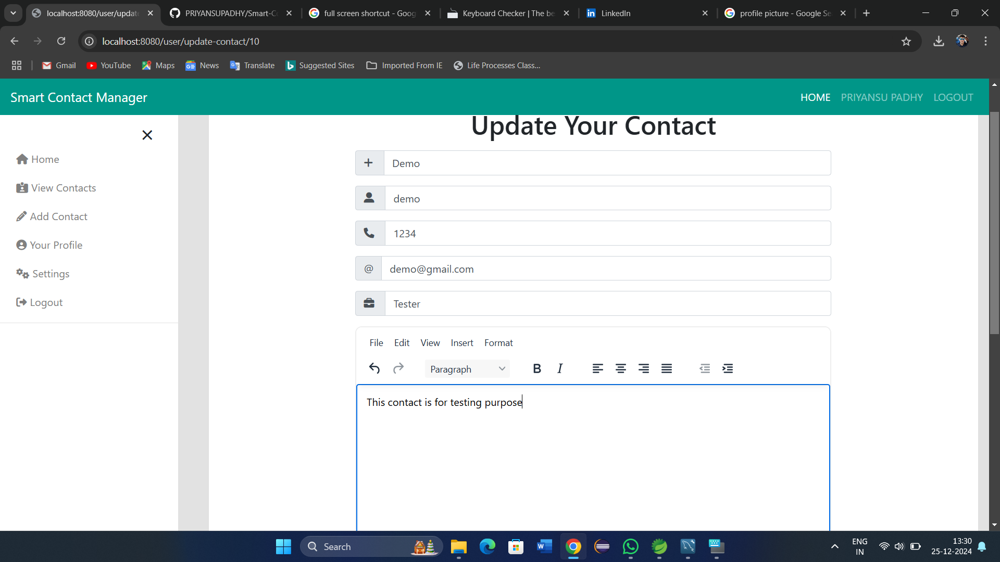 localhost:8080/user/updat
PRIYANSUPADHY/Smart-C
full screen shortcut - Goog
Keyboard Checker | The be
LinkedIn
profile picture - Google Se
localhost:8080/user/update-contact/10
Gmail
YouTube
Maps
News
Translate
Suggested Sites
Imported From IE
Life Processes Class...
Smart Contact Manager
HOME
PRIYANSU PADHY
LOGOUT
Update Your Contact
Home
View Contacts
Add Contact
Your Profile
Settings
Logout
Demo
demo
1234
@ demo@gmail.com
Tester
File Edit View Insert Format
Paragraph B I
This contact is for testing purpose
Search
ENG
IN
13:30
25-12-2024